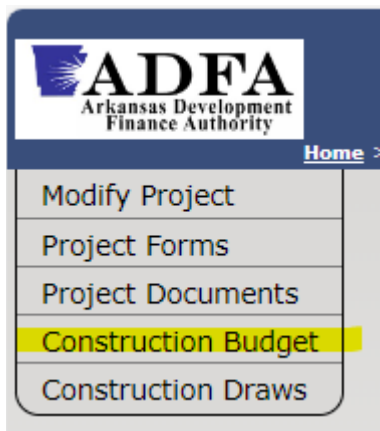 ADFA
Arkansas Development
Finance Authority
Home >
Modify Project
Project Forms
Project Documents
Construction Budget
Construction Draws